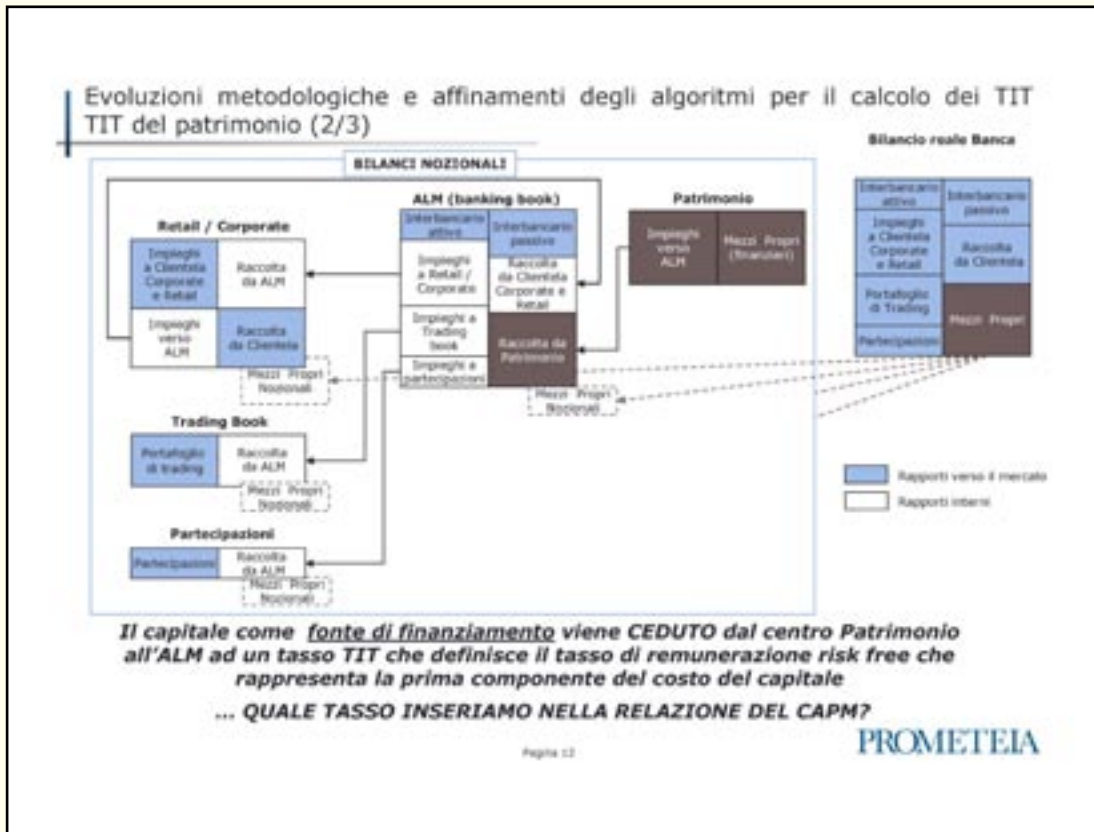 Evoluzioni metodologiche e affinamenti degli algoritmi per il calcolo dei TIT
TIT del patrimonio (2/3)
Bilancio reale Banca
BILANCI NOZIONALI
Retail / Corporate
Impieghi
a Clientela
Corporate
e Retail
Raccolta
da ALM
Impieghi
verso
ALM
Raccolta
da Clientela
Mezzi Propri
Nozionali
Trading Book
Portafoglio
di trading
Raccolta
da ALM
Mezzi Propri
Nozionali
Partecipazioni
Partecipazioni
Raccolta
da ALM
Mezzi Propri
Nozionali
ALM (banking book)
Interbancario
attivo
Impieghi
a Retail /
Corporate
Impieghi a
Trading
book
Impieghi a
partecipazioni
Interbancario
passivo
Raccolta
da Clientela
Corporate e
Retail
Raccolta da
Patrimonio
Mezzi Propri
Nozionali
Patrimonio
Impieghi
verso
ALM
Mezzi Propri
(finanziari)
Interbancario
attivo
Impieghi
a Clientela
Corporate
e Retail
Portafoglio
di Trading
Partecipazioni
Interbancario
passivo
Raccolta
da Clientela
Mezzi Propri
Rapporti verso il mercato
Rapporti interni
Il capitale come fonte di finanziamento viene CEDUTO dal centro Patrimonio
all'ALM ad un tasso TIT che definisce il tasso di remunerazione risk free che
rappresenta la prima componente del costo del capitale
... QUALE TASSO INSERIAMO NELLA RELAZIONE DEL CAPM?
Pagina 12
PROMETEIA